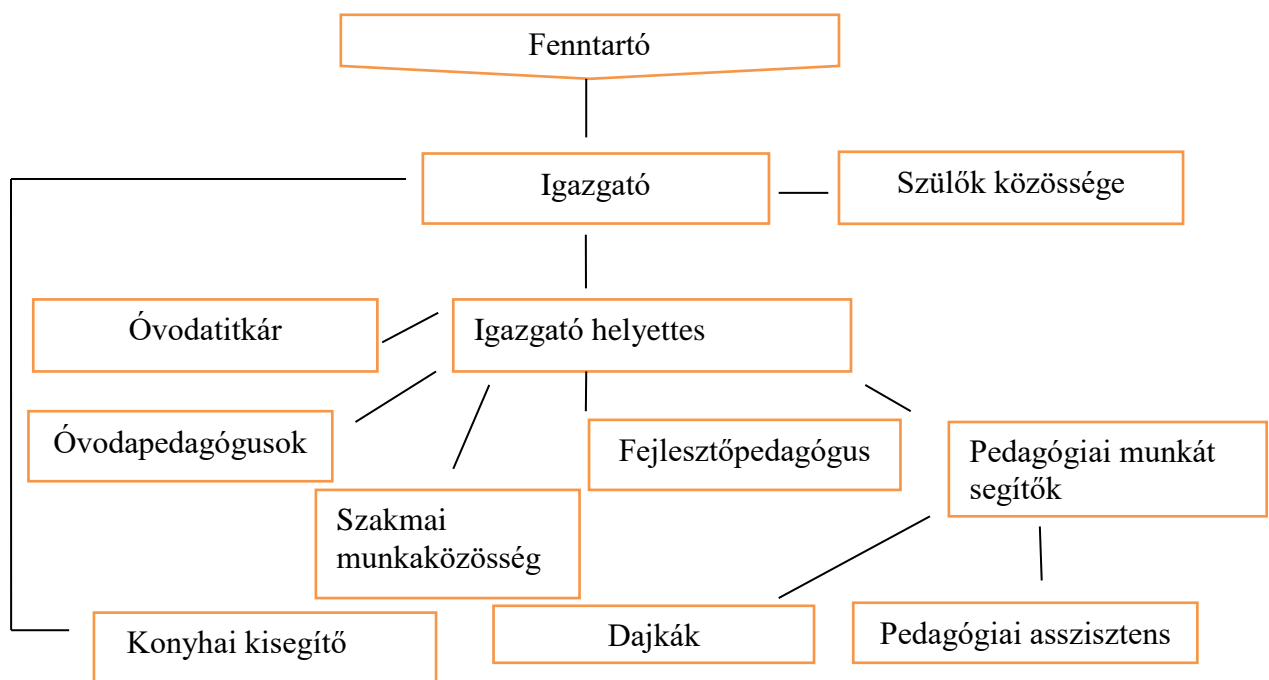 Fenntartó
Igazgató
Szülők közössége
Óvodatitkár
Igazgató helyettes
Óvodapedagógusok
Fejlesztőpedagógus
Pedagógiai munkát
segítők
Szakmai
munkaközösség
Konyhai kisegítő
Dajkák
Pedagógiai asszisztens